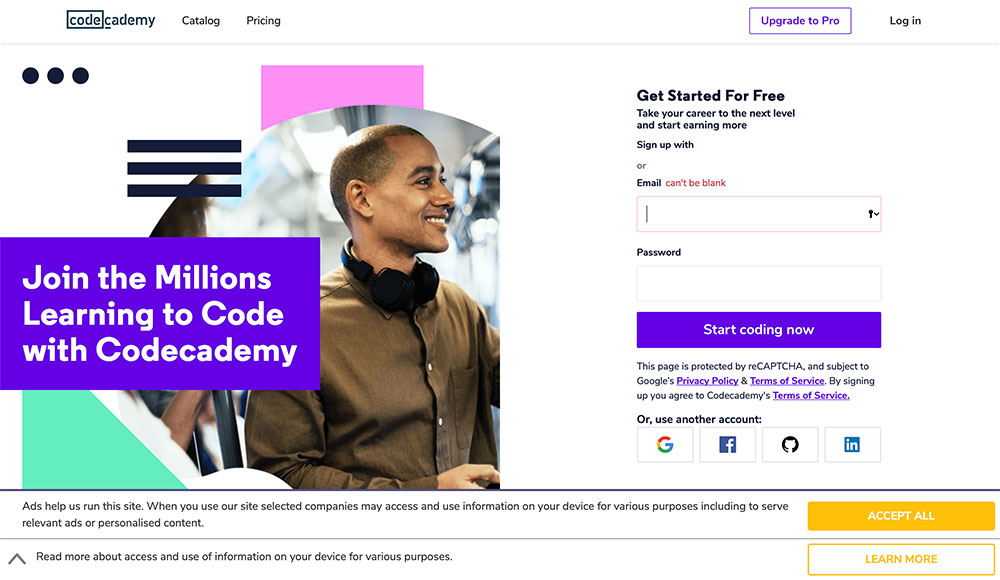 codecademy Catalog Pricing Upgrade to Pro Log in
Join the Millions
Learning to Code
with Codecademy
Get Started For Free
Take your career to the next level
and start earning more
Sign up with
or
Email can't be blank
Password
Start coding now
This page is protected by reCAPTCHA, and subject to
Google's Privacy Policy & Terms of Service. By signing
up you agree to Codecademy's Terms of Service.
Or, use another account:
Ads help us run this site. When you use our site selected companies may access and use information on your device for various purposes including to serve
relevant ads or personalised content.
ACCEPT ALL
Read more about access and use of information on your device for various purposes.
LEARN MORE